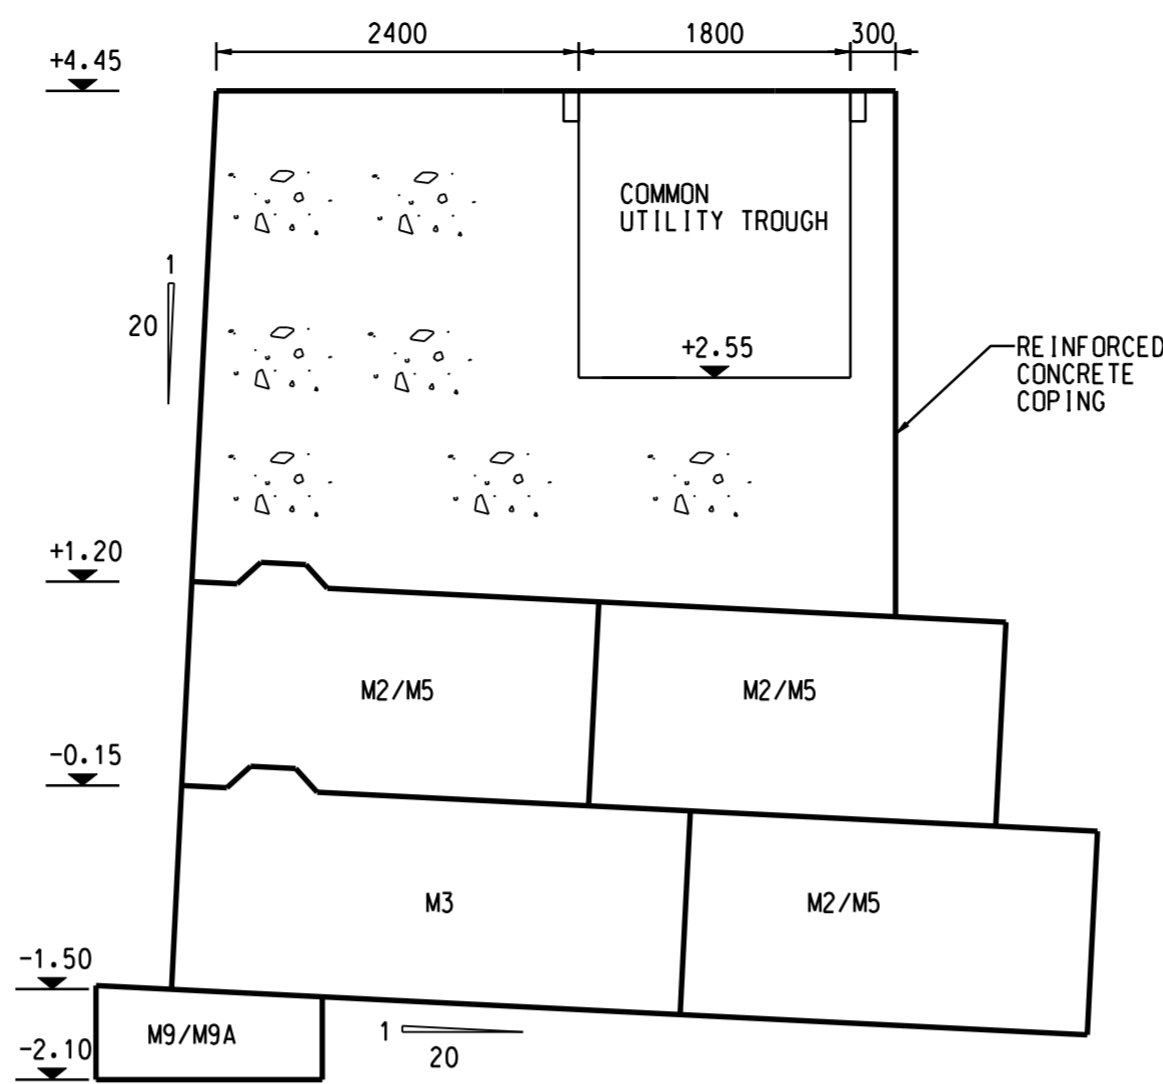 2400
1800
300
+4.45
COMMON
UTILITY TROUGH
1
20
+2.55
REINFORCED
CONCRETE
COPING
+1.20
M2/M5
M2/M5
-0.15
M3
M2/M5
-1.50
M9/M9A
1
20
-2.10